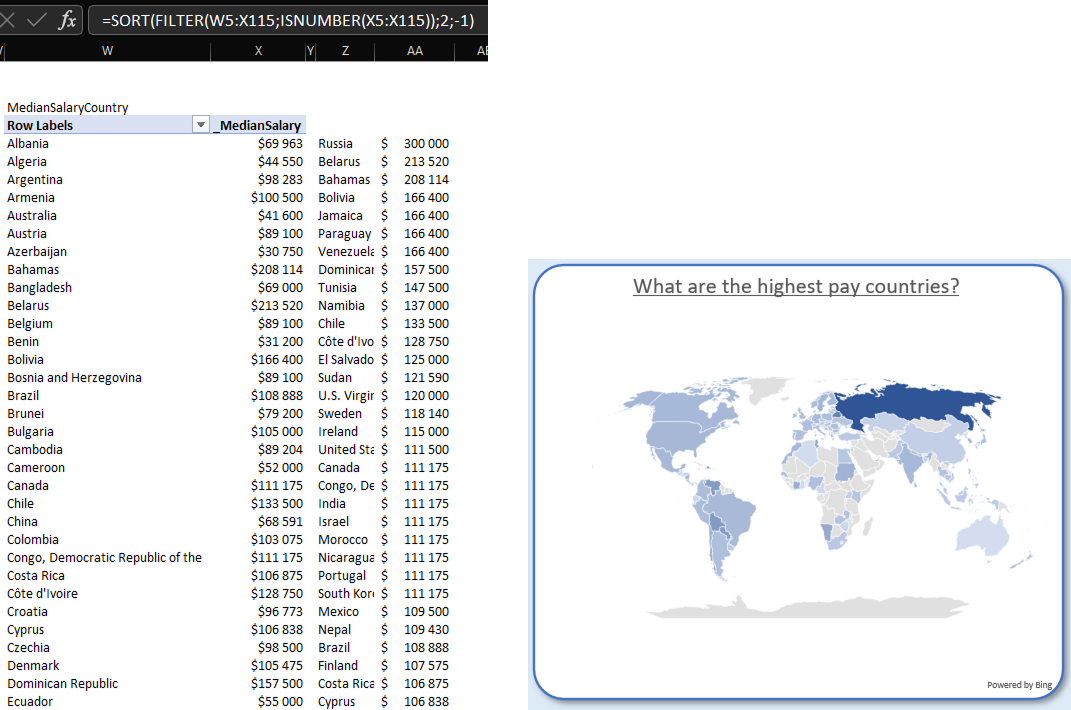 fx =SORT(FILTER(W5:X115;ISNUMBER(X5:X115));2;-1)
W X Y Z AA
MedianSalaryCountry
Row Labels _MedianSalary
Albania $69 963 Russia $ 300 000
Algeria $44 550 Belarus $ 213 520
Argentina $98 283 Bahamas $ 208 114
Armenia $100 500 Bolivia $ 166 400
Australia $41 600 Jamaica $ 166 400
Austria $89 100 Paraguay $ 166 400
Azerbaijan $30 750 Venezuela $ 166 400
Bahamas $208 114 Dominican $ 157 500
Bangladesh $69 000 Tunisia $ 147 500
Belarus $213 520 Namibia $ 137 000
Belgium $89 100 Chile $ 133 500
Benin $31 200 Côte d'Ivo $ 128 750
Bolivia $166 400 El Salvado $ 125 000
Bosnia and Herzegovina $89 100 Sudan $ 121 590
Brazil $108 888 U.S. Virgin $ 120 000
Brunei $79 200 Sweden $ 118 140
Bulgaria $105 000 Ireland $ 115 000
Cambodia $89 204 United Sta $ 111 500
Cameroon $52 000 Canada $ 111 175
Canada $111 175 Congo, De $ 111 175
Chile $133 500 India $ 111 175
China $68 591 Israel $ 111 175
Colombia $103 075 Morocco $ 111 175
Congo, Democratic Republic of the $111 175 Nicaragua $ 111 175
Costa Rica $106 875 Portugal $ 111 175
Côte d'Ivoire $128 750 South Kor $ 111 175
Croatia $96 773 Mexico $ 109 500
Cyprus $106 838 Nepal $ 109 430
Czechia $98 500 Brazil $ 108 888
Denmark $105 475 Finland $ 107 575
Dominican Republic $157 500 Costa Rica $ 106 875
Ecuador $55 000 Cyprus $ 106 838
What are the highest pay countries?
Powered by Bing